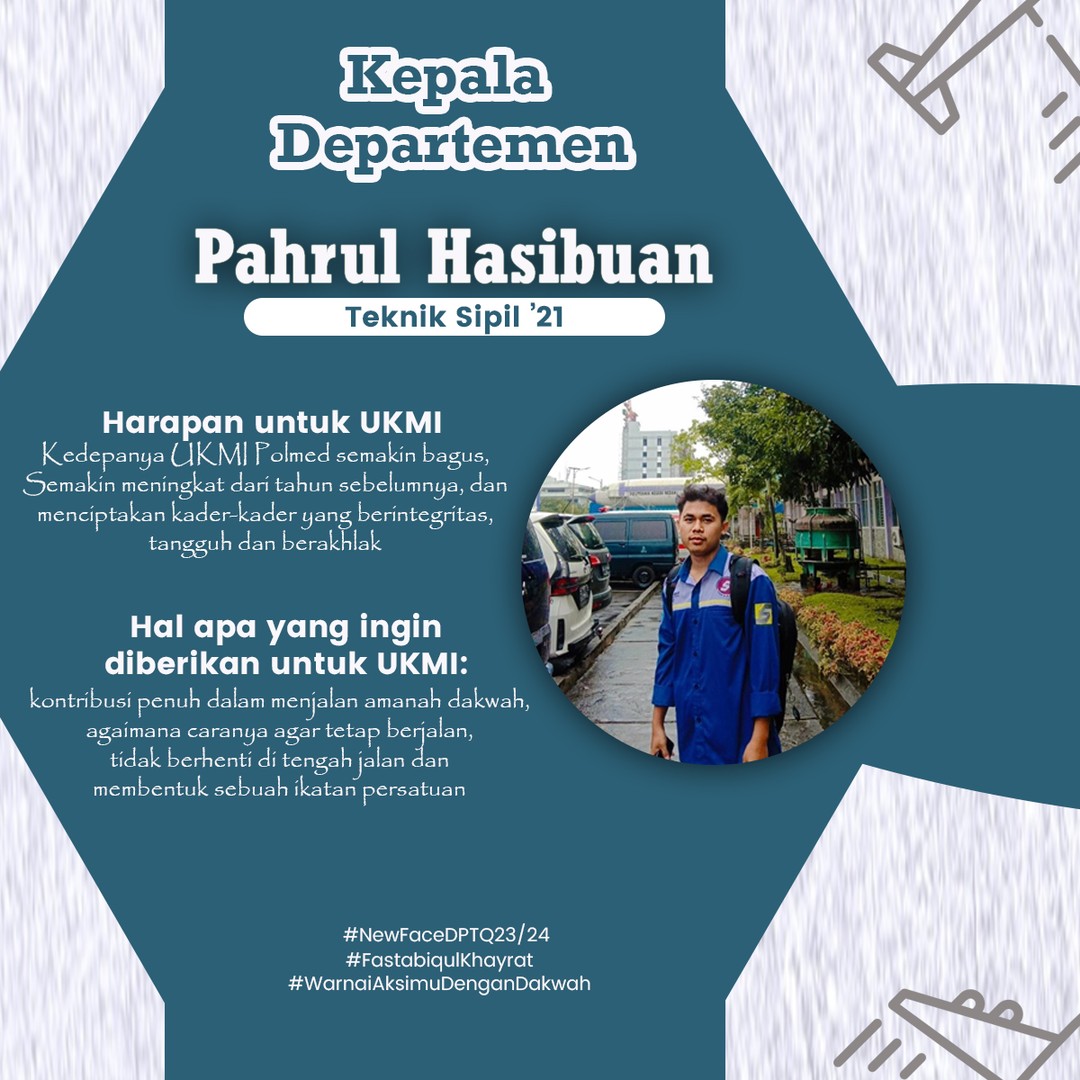 Kepala
Departemen
Pahrul Hasibuan
Teknik Sipil ’21
Harapan untuk UKMI
Kedepanya UKMI Polmed semakin bagus,
Semakin meningkat dari tahun sebelumnya, dan
menciptakan kader-kader yang berintegritas,
tangguh dan berakhlak
Hal apa yang ingin
diberikan untuk UKMI:
kontribusi penuh dalam menjalan amanah dakwah,
agaimana caranya agar tetap berjalan,
tidak berhenti di tengah jalan dan
membentuk sebuah ikatan persatuan
#NewFaceDPTQ23/24
#FastabiqulKhayrat
#WarnaiAksimuDenganDakwah